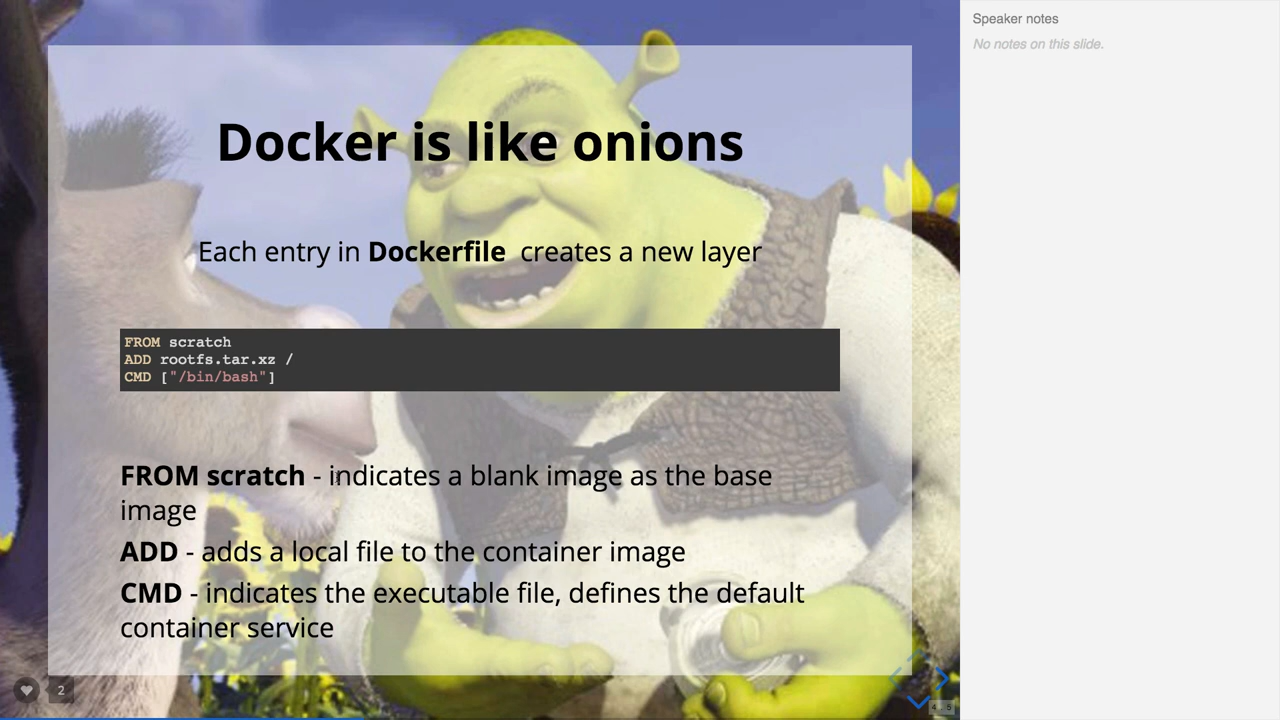 Docker is like onions
Each entry in Dockerfile creates a new layer
FROM scratch
ADD rootfs.tar.xz /
CMD ["/bin/bash"]
FROM scratch - indicates a blank image as the base
image
ADD - adds a local file to the container image
CMD - indicates the executable file, defines the default
container service
2
4 5
Speaker notes
No notes on this slide.